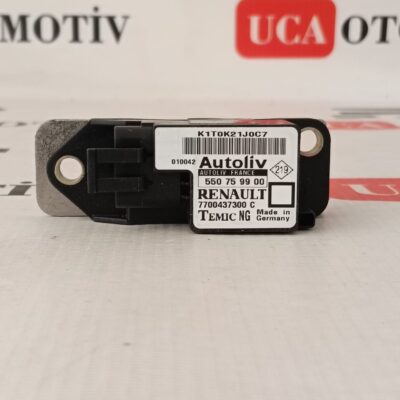 MOTİV
UCA OTO
K1T0K21J0C7
010042
Autoliv
AUTOLIV FRANCE
219
550 75 99 00
RENAULT
7700437300 C
TEMIC NG
Made in
Germany